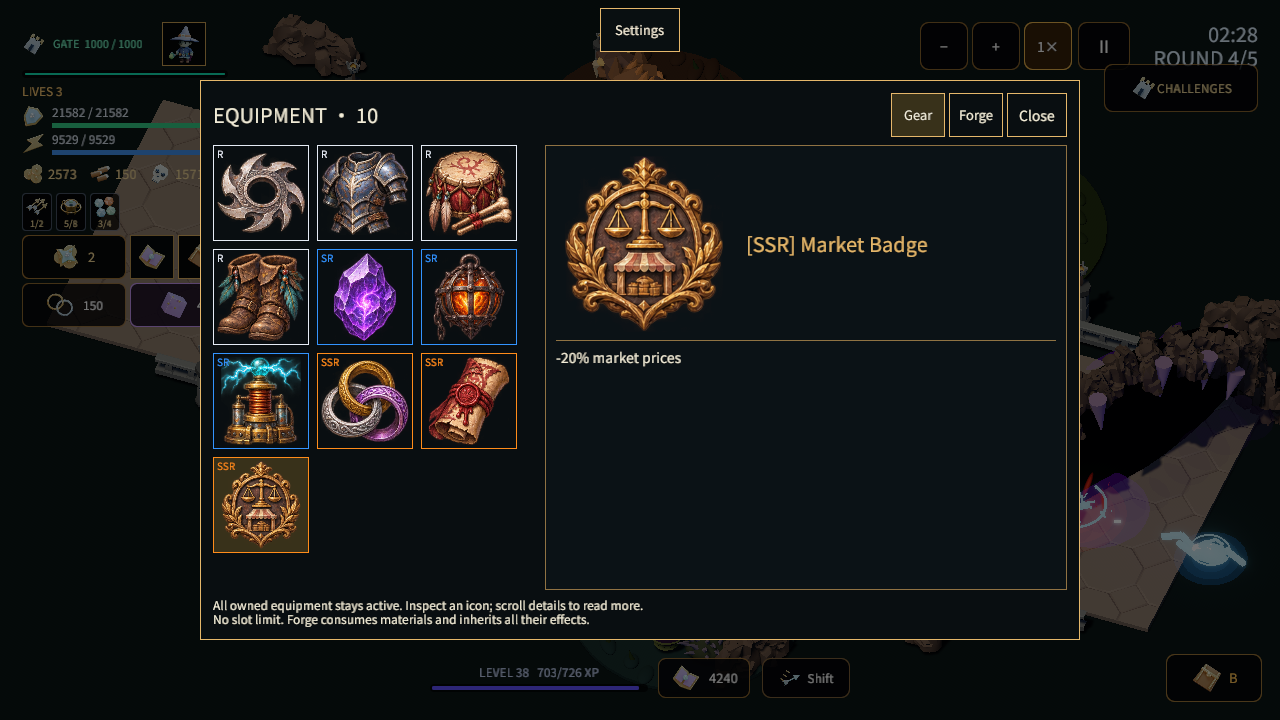 Settings
GATE 1000 / 1000
LIVES 3
21582 / 21582
9529 / 9529
2573
150
1/2
5/8
3/4
2
150
1×
02:28
ROUND 4/5
CHALLENGES
EQUIPMENT • 10
Gear
Forge
Close
R
R
R
R
SR
SR
SR
SSR
SSR
SSR
[SSR] Market Badge
-20% market prices
All owned equipment stays active. Inspect an icon; scroll details to read more.
No slot limit. Forge consumes materials and inherits all their effects.
LEVEL 38 703/726 XP
4240
Shift
B